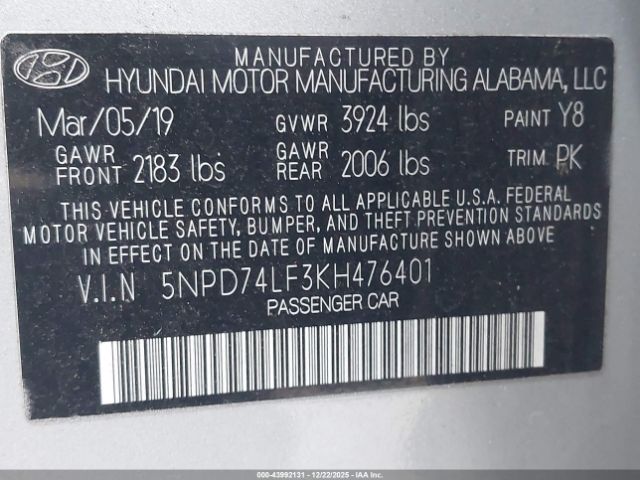 MANUFACTURED BY
HYUNDAI MOTOR MANUFACTURING ALABAMA, LLC
Mar/05/19 GVWR 3924 lbs PAINT Y8
GAWR FRONT 2183 lbs GAWR REAR 2006 lbs TRIM. PK
THIS VEHICLE CONFORMS TO ALL APPLICABLE U.S.A. FEDERAL
MOTOR VEHICLE SAFETY, BUMPER, AND THEFT PREVENTION STANDARDS
IN EFFECT ON THE DATE OF MANUFACTURE SHOWN ABOVE.
V.I.N 5NPD74LF3KH476401
PASSENGER CAR
000-43992131 - 12/22/2025 - IAAI.COM